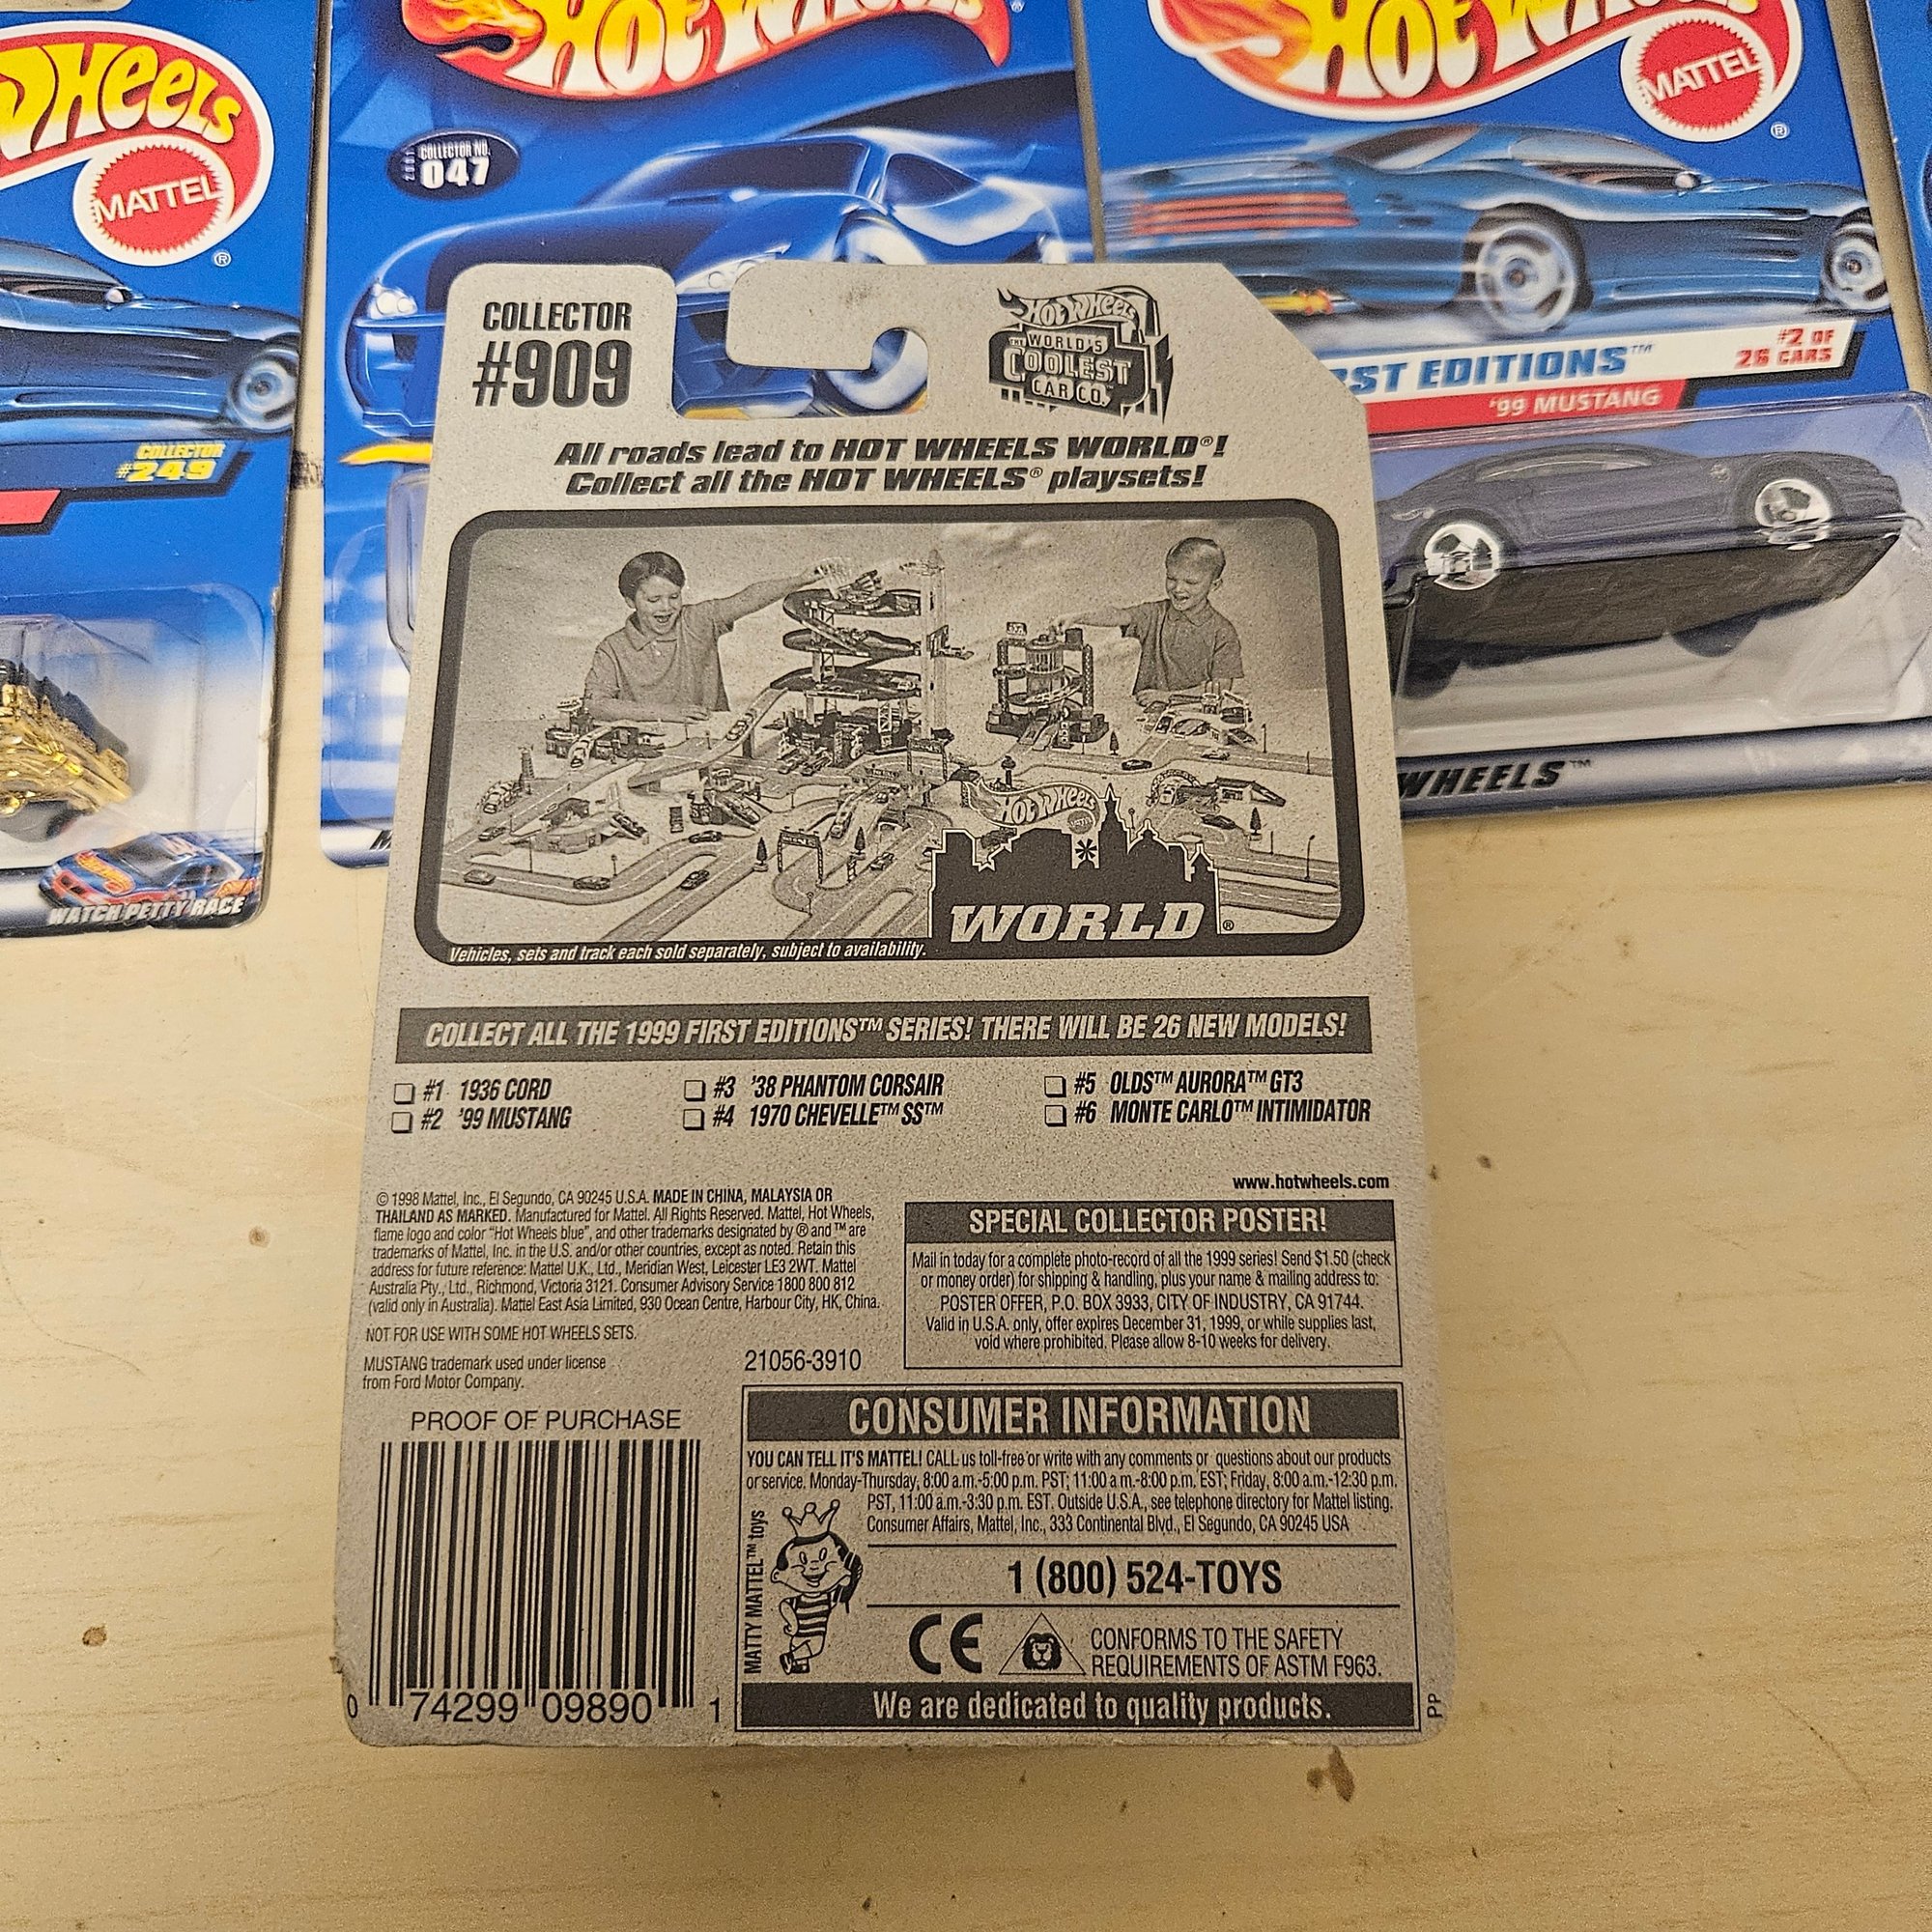 WHEELS
MATTEL
®
COLLECTOR
#249
WATCH PETTY RACE
HOT WHEELS
®
2001
COLLECTOR NO.
047
HOT WHEELS
MATTEL
®
FIRST EDITIONS™
#2 OF
26 CARS
'99 MUSTANG
WHEELS™
COLLECTOR
#909
HOT WHEELS
THE WORLD'S
COOLEST
CAR CO.™
All roads lead to HOT WHEELS WORLD®!
Collect all the HOT WHEELS® playsets!
HOT WHEELS
WORLD®
Vehicles, sets and track each sold separately, subject to availability.
COLLECT ALL THE 1999 FIRST EDITIONS™ SERIES! THERE WILL BE 26 NEW MODELS!
#1 1936 CORD
#2 '99 MUSTANG
#3 '38 PHANTOM CORSAIR
#4 1970 CHEVELLE™ SS™
#5 OLDS™ AURORA™ GT3
#6 MONTE CARLO™ INTIMIDATOR
© 1998 Mattel, Inc., El Segundo, CA 90245 U.S.A. MADE IN CHINA, MALAYSIA OR
THAILAND AS MARKED. Manufactured for Mattel. All Rights Reserved. Mattel, Hot Wheels,
flame logo and color "Hot Wheels blue", and other trademarks designated by ® and ™ are
trademarks of Mattel, Inc. in the U.S. and/or other countries, except as noted. Retain this
address for future reference: Mattel U.K., Ltd., Meridian West, Leicester LE3 2WT. Mattel
Australia Pty., Ltd., Richmond, Victoria 3121. Consumer Advisory Service 1800 800 812
(valid only in Australia). Mattel East Asia Limited, 930 Ocean Centre, Harbour City, HK, China.
NOT FOR USE WITH SOME HOT WHEELS SETS.
MUSTANG trademark used under license
from Ford Motor Company.
21056-3910
www.hotwheels.com
SPECIAL COLLECTOR POSTER!
Mail in today for a complete photo-record of all the 1999 series! Send $1.50 (check
or money order) for shipping & handling, plus your name & mailing address to:
POSTER OFFER, P.O. BOX 3933, CITY OF INDUSTRY, CA 91744.
Valid in U.S.A. only, offer expires December 31, 1999, or while supplies last,
void where prohibited. Please allow 8-10 weeks for delivery.
PROOF OF PURCHASE
0 74299 09890 1
CONSUMER INFORMATION
YOU CAN TELL IT'S MATTEL! CALL us toll-free or write with any comments or questions about our products
or service. Monday-Thursday, 8:00 a.m.-5:00 p.m. PST; 11:00 a.m.-8:00 p.m. EST; Friday, 8:00 a.m.-12:30 p.m.
PST, 11:00 a.m.-3:30 p.m. EST. Outside U.S.A., see telephone directory for Mattel listing.
Consumer Affairs, Mattel, Inc., 333 Continental Blvd., El Segundo, CA 90245 USA
MATTY MATTEL™ toys
1 (800) 524-TOYS
CE
CONFORMS TO THE SAFETY
REQUIREMENTS OF ASTM F963.
We are dedicated to quality products.
PP